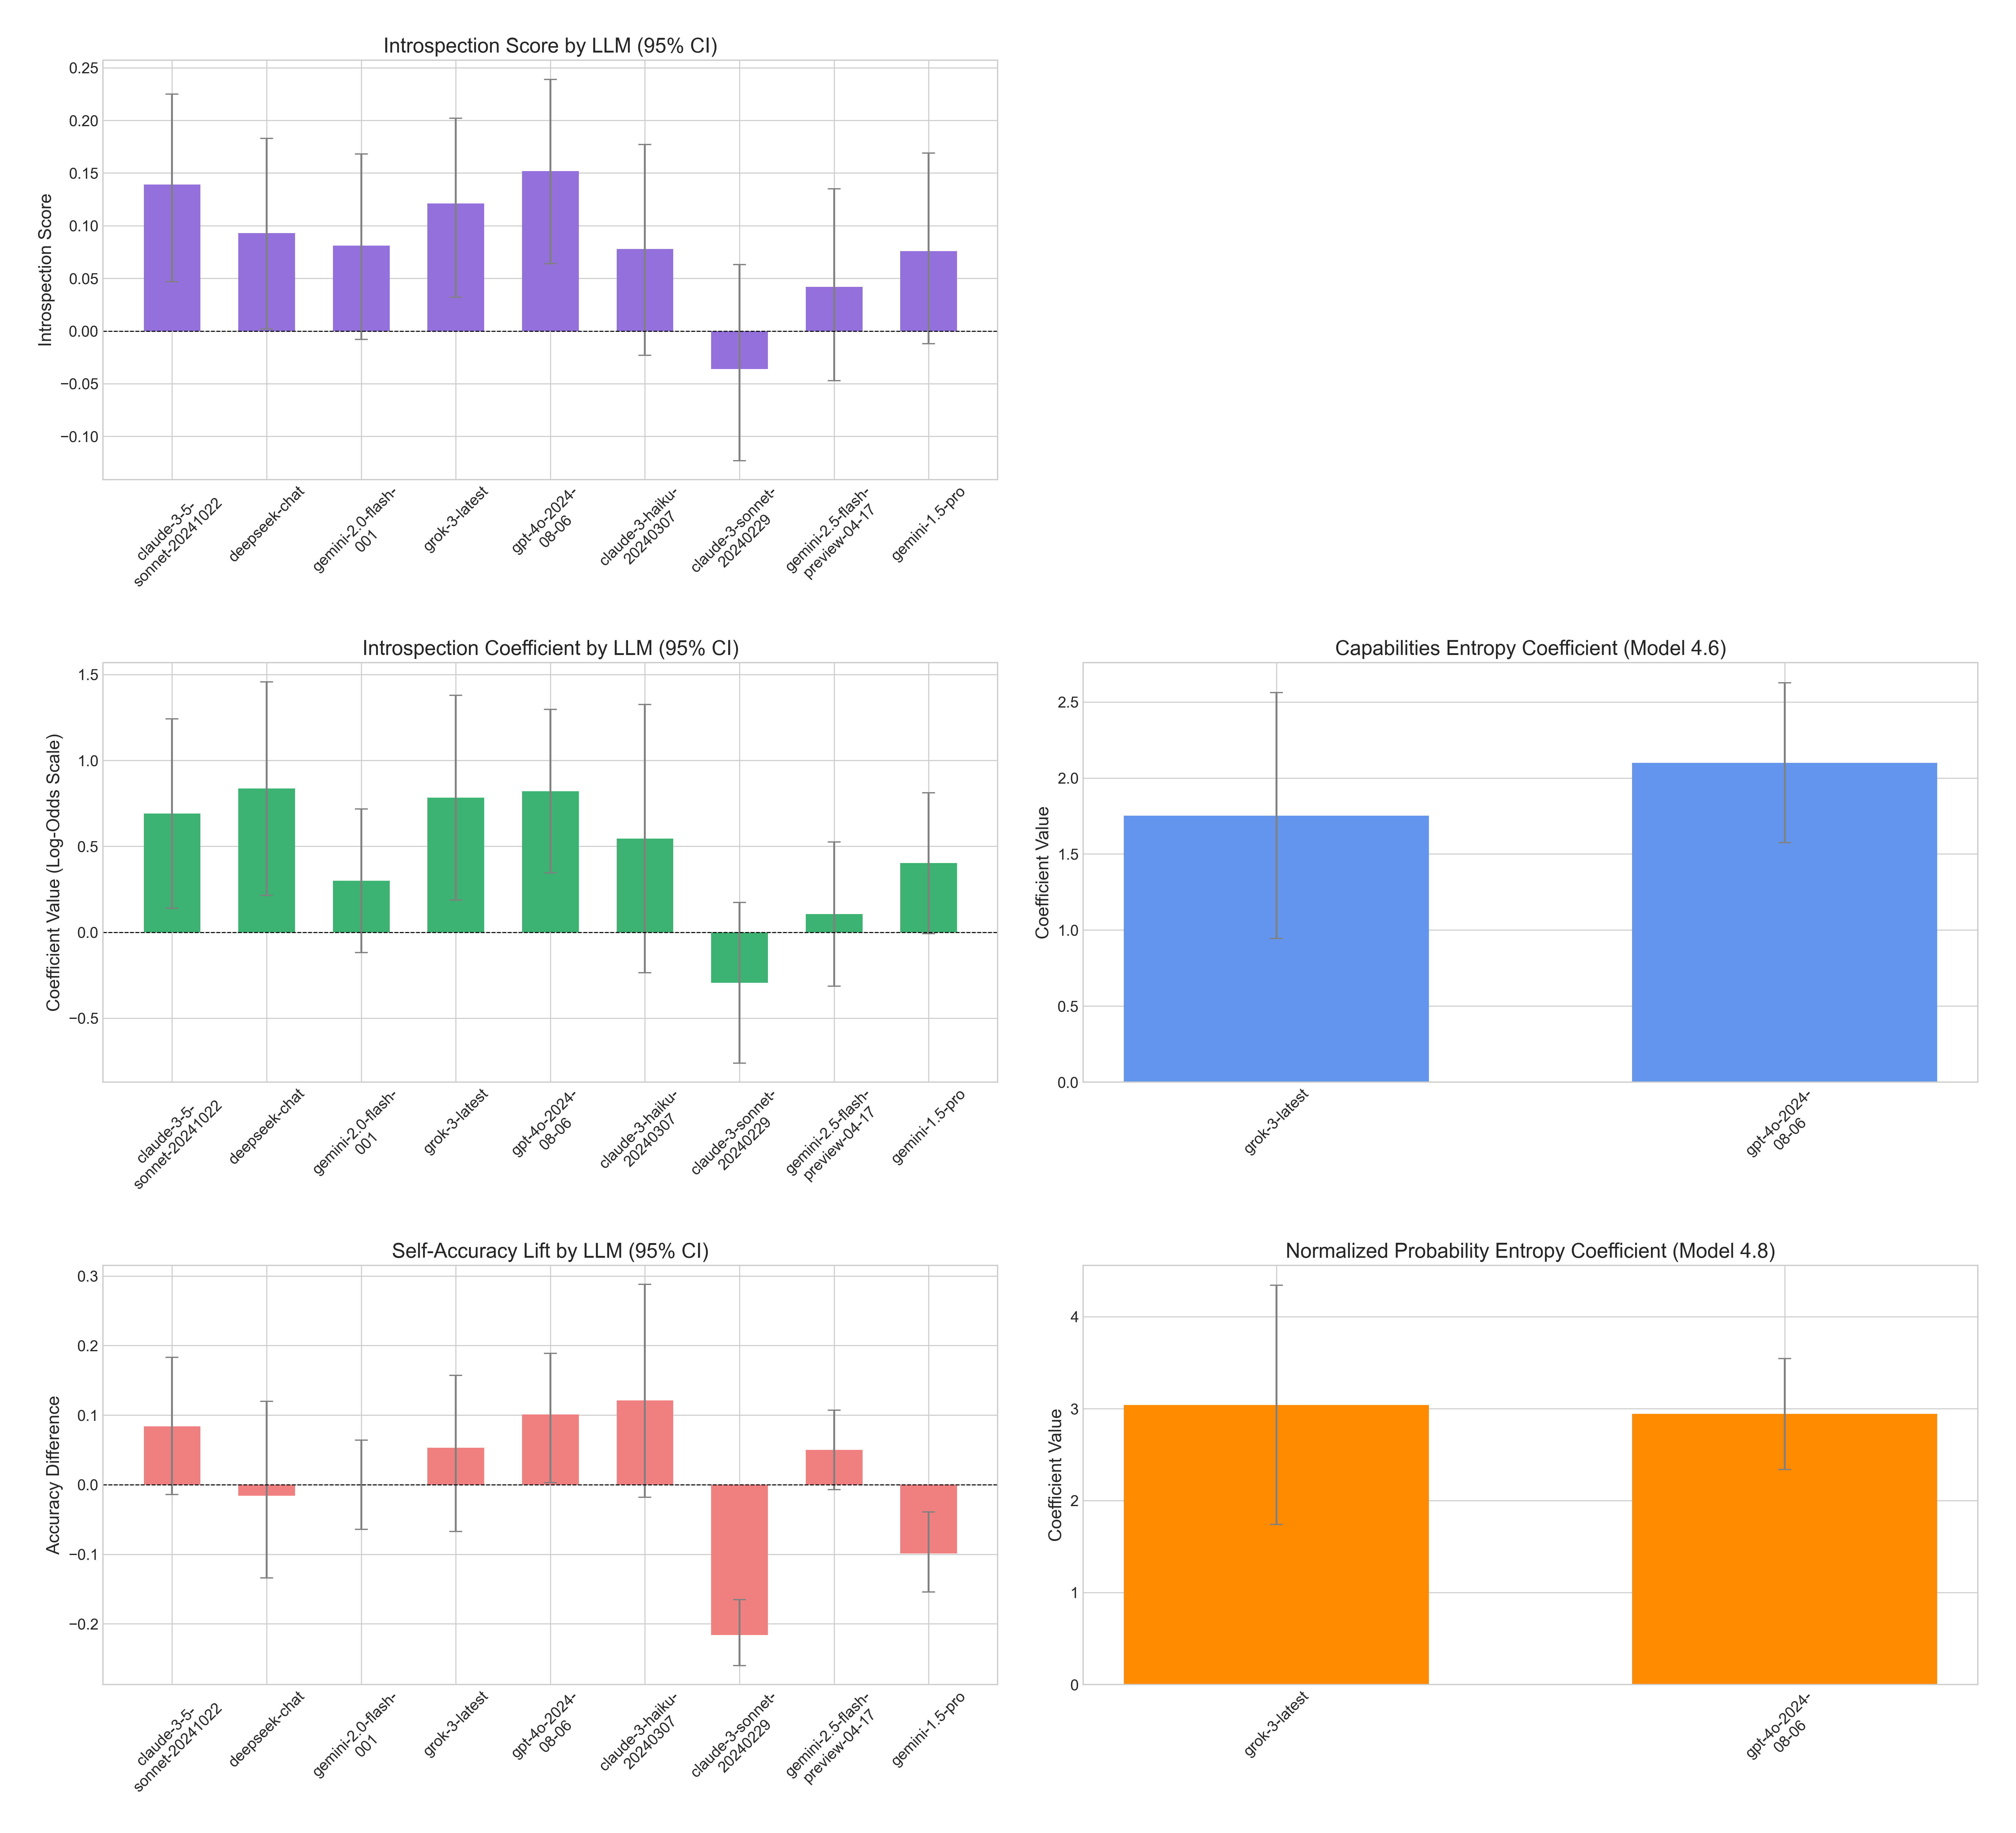 Introspection Score by LLM (95% CI)
Introspection Score
0.25
0.20
0.15
0.10
0.05
0.00
−0.05
−0.10
claude-3-5-
sonnet-20241022
deepseek-chat
gemini-2.0-flash-
001
grok-3-latest
gpt-4o-2024-
08-06
claude-3-haiku-
20240307
claude-3-sonnet-
20240229
gemini-2.5-flash-
preview-04-17
gemini-1.5-pro
Introspection Coefficient by LLM (95% CI)
Coefficient Value (Log-Odds Scale)
1.5
1.0
0.5
0.0
−0.5
claude-3-5-
sonnet-20241022
deepseek-chat
gemini-2.0-flash-
001
grok-3-latest
gpt-4o-2024-
08-06
claude-3-haiku-
20240307
claude-3-sonnet-
20240229
gemini-2.5-flash-
preview-04-17
gemini-1.5-pro
Capabilities Entropy Coefficient (Model 4.6)
Coefficient Value
2.5
2.0
1.5
1.0
0.5
0.0
grok-3-latest
gpt-4o-2024-
08-06
Self-Accuracy Lift by LLM (95% CI)
Accuracy Difference
0.3
0.2
0.1
0.0
−0.1
−0.2
claude-3-5-
sonnet-20241022
deepseek-chat
gemini-2.0-flash-
001
grok-3-latest
gpt-4o-2024-
08-06
claude-3-haiku-
20240307
claude-3-sonnet-
20240229
gemini-2.5-flash-
preview-04-17
gemini-1.5-pro
Normalized Probability Entropy Coefficient (Model 4.8)
Coefficient Value
4
3
2
1
0
grok-3-latest
gpt-4o-2024-
08-06